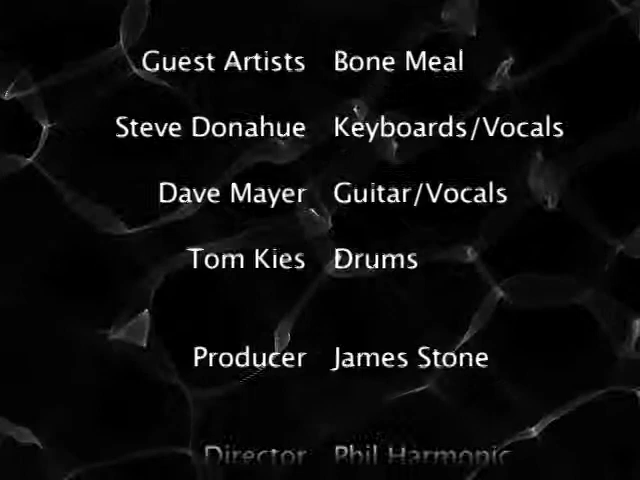 Guest Artists Bone Meal
Steve Donahue Keyboards/Vocals
Dave Mayer Guitar/Vocals
Tom Kies Drums
Producer James Stone
Director Phil Harmonic